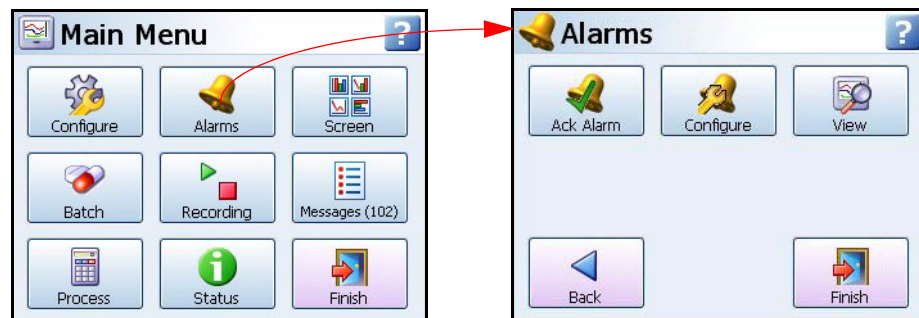 Main Menu ?
Configure Alarms Screen
Batch Recording Messages (102)
Process Status Finish
Alarms ?
Ack Alarm Configure View
Back Finish